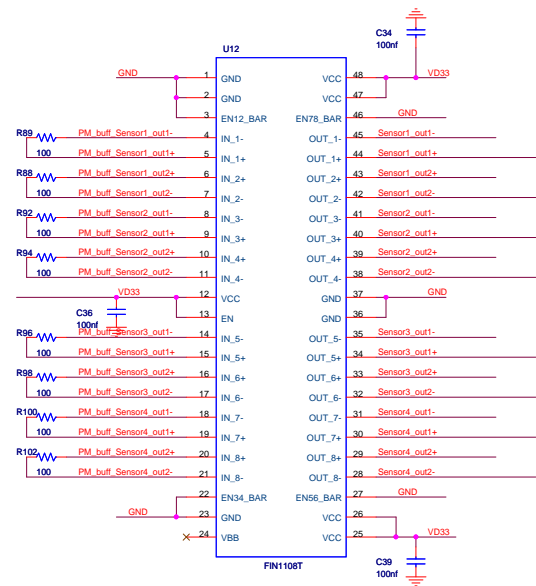 C34
100nf
U12
GND 1 GND VCC 48 VD33
2 GND VCC 47
3 EN12_BAR EN78_BAR 46 GND
R89 PM_buff_Sensor1_out1- 4 IN_1- OUT_1- 45 Sensor1_out1-
100 PM_buff_Sensor1_out1+ 5 IN_1+ OUT_1+ 44 Sensor1_out1+
R88 PM_buff_Sensor1_out2+ 6 IN_2+ OUT_2+ 43 Sensor1_out2+
100 PM_buff_Sensor1_out2- 7 IN_2- OUT_2- 42 Sensor1_out2-
R92 PM_buff_Sensor2_out1- 8 IN_3- OUT_3- 41 Sensor2_out1-
100 PM_buff_Sensor2_out1+ 9 IN_3+ OUT_3+ 40 Sensor2_out1+
R94 PM_buff_Sensor2_out2+ 10 IN_4+ OUT_4+ 39 Sensor2_out2+
100 PM_buff_Sensor2_out2- 11 IN_4- OUT_4- 38 Sensor2_out2-
VD33 12 VCC GND 37 GND
C36 13 EN GND 36
100nf
R96 PM_buff_Sensor3_out1- 14 IN_5- OUT_5- 35 Sensor3_out1-
100 PM_buff_Sensor3_out1+ 15 IN_5+ OUT_5+ 34 Sensor3_out1+
R98 PM_buff_Sensor3_out2+ 16 IN_6+ OUT_6+ 33 Sensor3_out2+
100 PM_buff_Sensor3_out2- 17 IN_6- OUT_6- 32 Sensor3_out2-
R100 PM_buff_Sensor4_out1- 18 IN_7- OUT_7- 31 Sensor4_out1-
100 PM_buff_Sensor4_out1+ 19 IN_7+ OUT_7+ 30 Sensor4_out1+
R102 PM_buff_Sensor4_out2+ 20 IN_8+ OUT_8+ 29 Sensor4_out2+
100 PM_buff_Sensor4_out2- 21 IN_8- OUT_8- 28 Sensor4_out2-
22 EN34_BAR EN56_BAR 27 GND
GND 23 GND VCC 26
24 VBB VCC 25 VD33
FIN1108T
C39
100nf